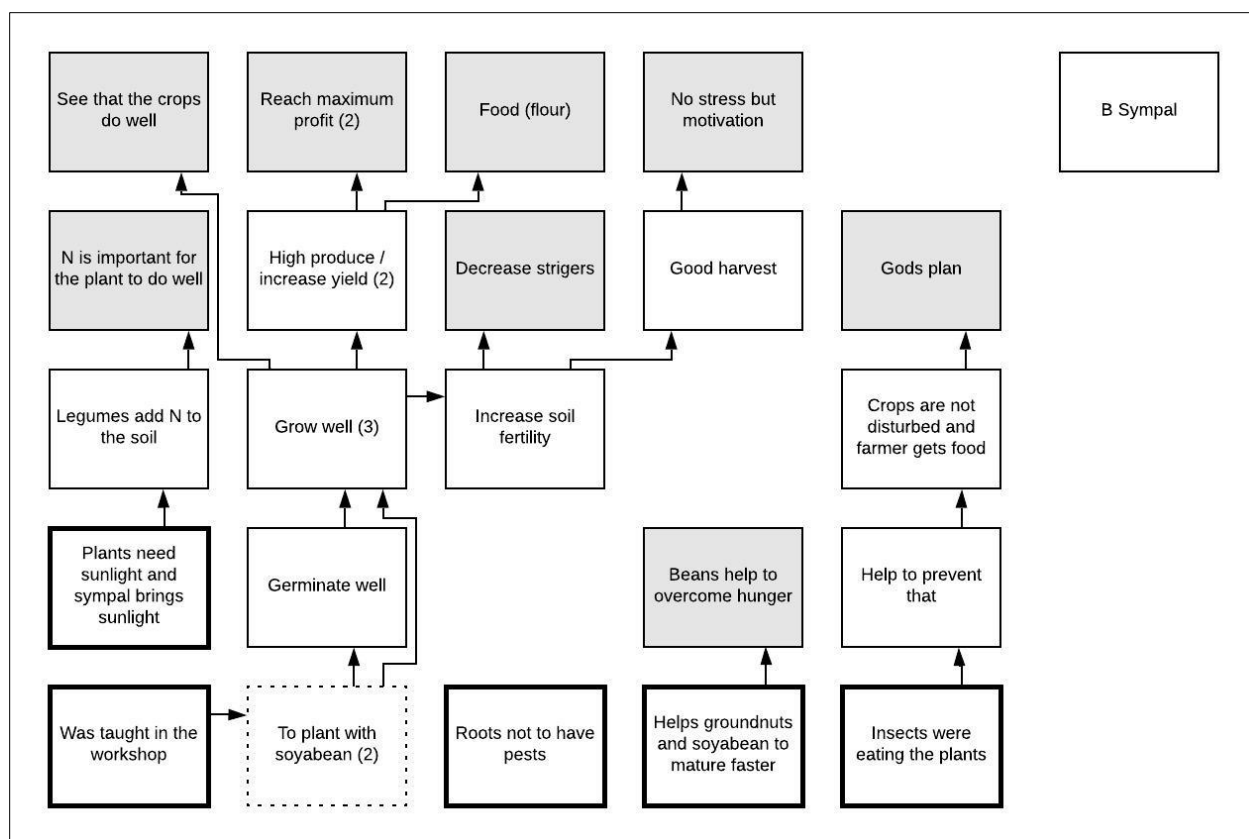 See that the crops
do well
Reach maximum
profit (2)
Food (flour)
No stress but
motivation
B Sympal
N is important for
the plant to do well
High produce /
increase yield (2)
Decrease strigers
Good harvest
Gods plan
Legumes add N to
the soil
Grow well (3)
Increase soil
fertility
Crops are not
disturbed and
farmer gets food
Plants need
sunlight and
sympal brings
sunlight
Germinate well
Beans help to
overcome hunger
Help to prevent
that
Was taught in the
workshop
To plant with
soyabean (2)
Roots not to have
pests
Helps groundnuts
and soyabean to
mature faster
Insects were
eating the plants